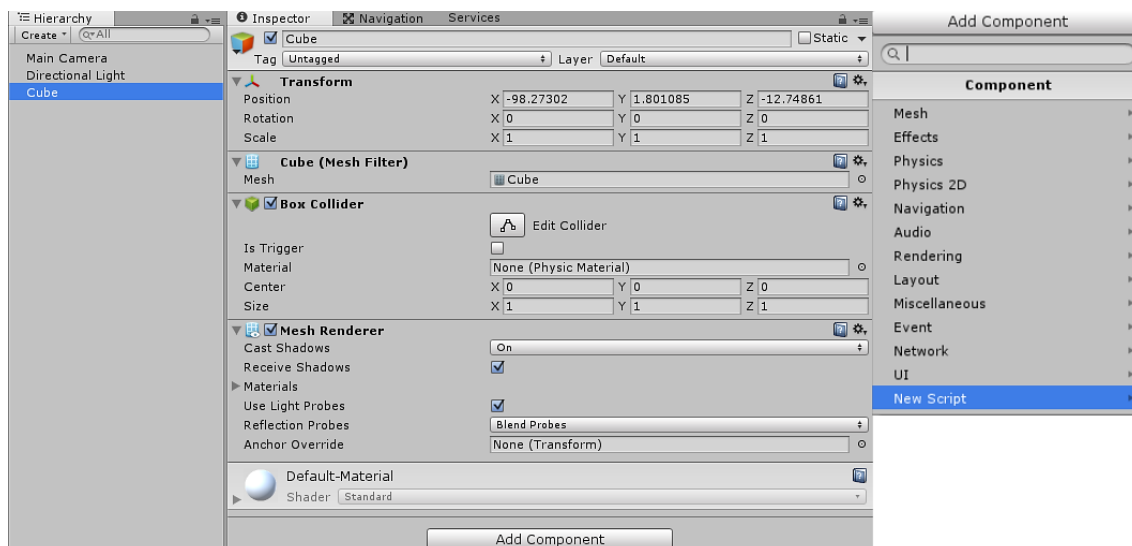 Hierarchy
Create
All
Main Camera
Directional Light
Cube
Inspector Navigation Services
Cube Static
Tag Untagged Layer Default
Transform
Position X -98.27302 Y 1.801085 Z -12.74861
Rotation X 0 Y 0 Z 0
Scale X 1 Y 1 Z 1
Cube (Mesh Filter)
Mesh Cube
Box Collider
Edit Collider
Is Trigger
Material None (Physic Material)
Center X 0 Y 0 Z 0
Size X 1 Y 1 Z 1
Mesh Renderer
Cast Shadows On
Receive Shadows
Materials
Use Light Probes
Reflection Probes Blend Probes
Anchor Override None (Transform)
Default-Material
Shader Standard
Add Component
Add Component
Component
Mesh
Effects
Physics
Physics 2D
Navigation
Audio
Rendering
Layout
Miscellaneous
Event
Network
UI
New Script